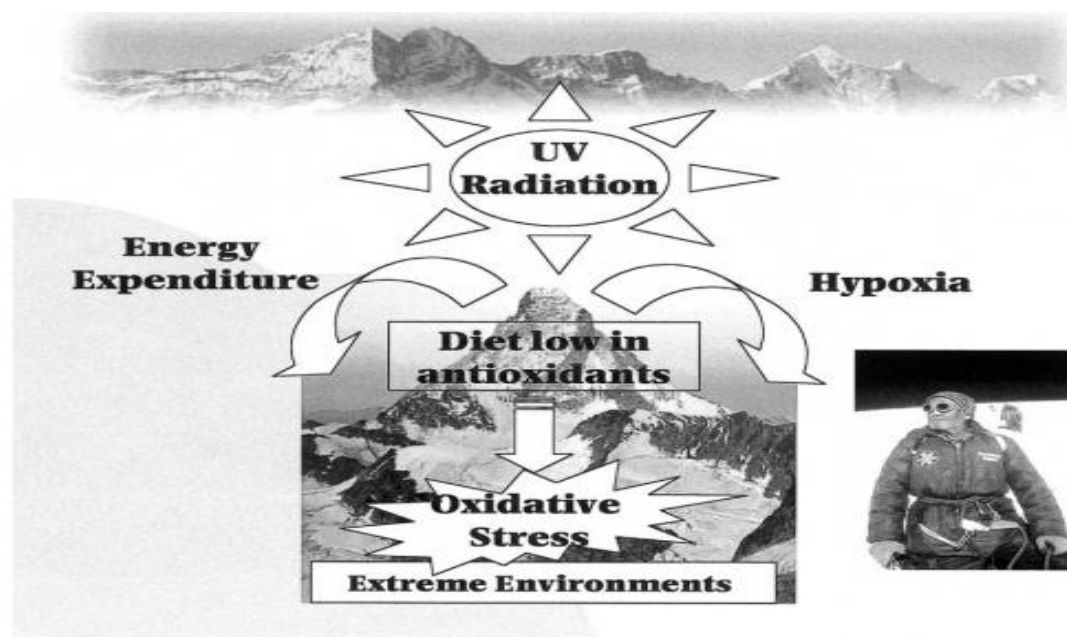 UV
Radiation
Energy
Expenditure
Hypoxia
Diet low in
antioxidants
Oxidative
Stress
Extreme Environments